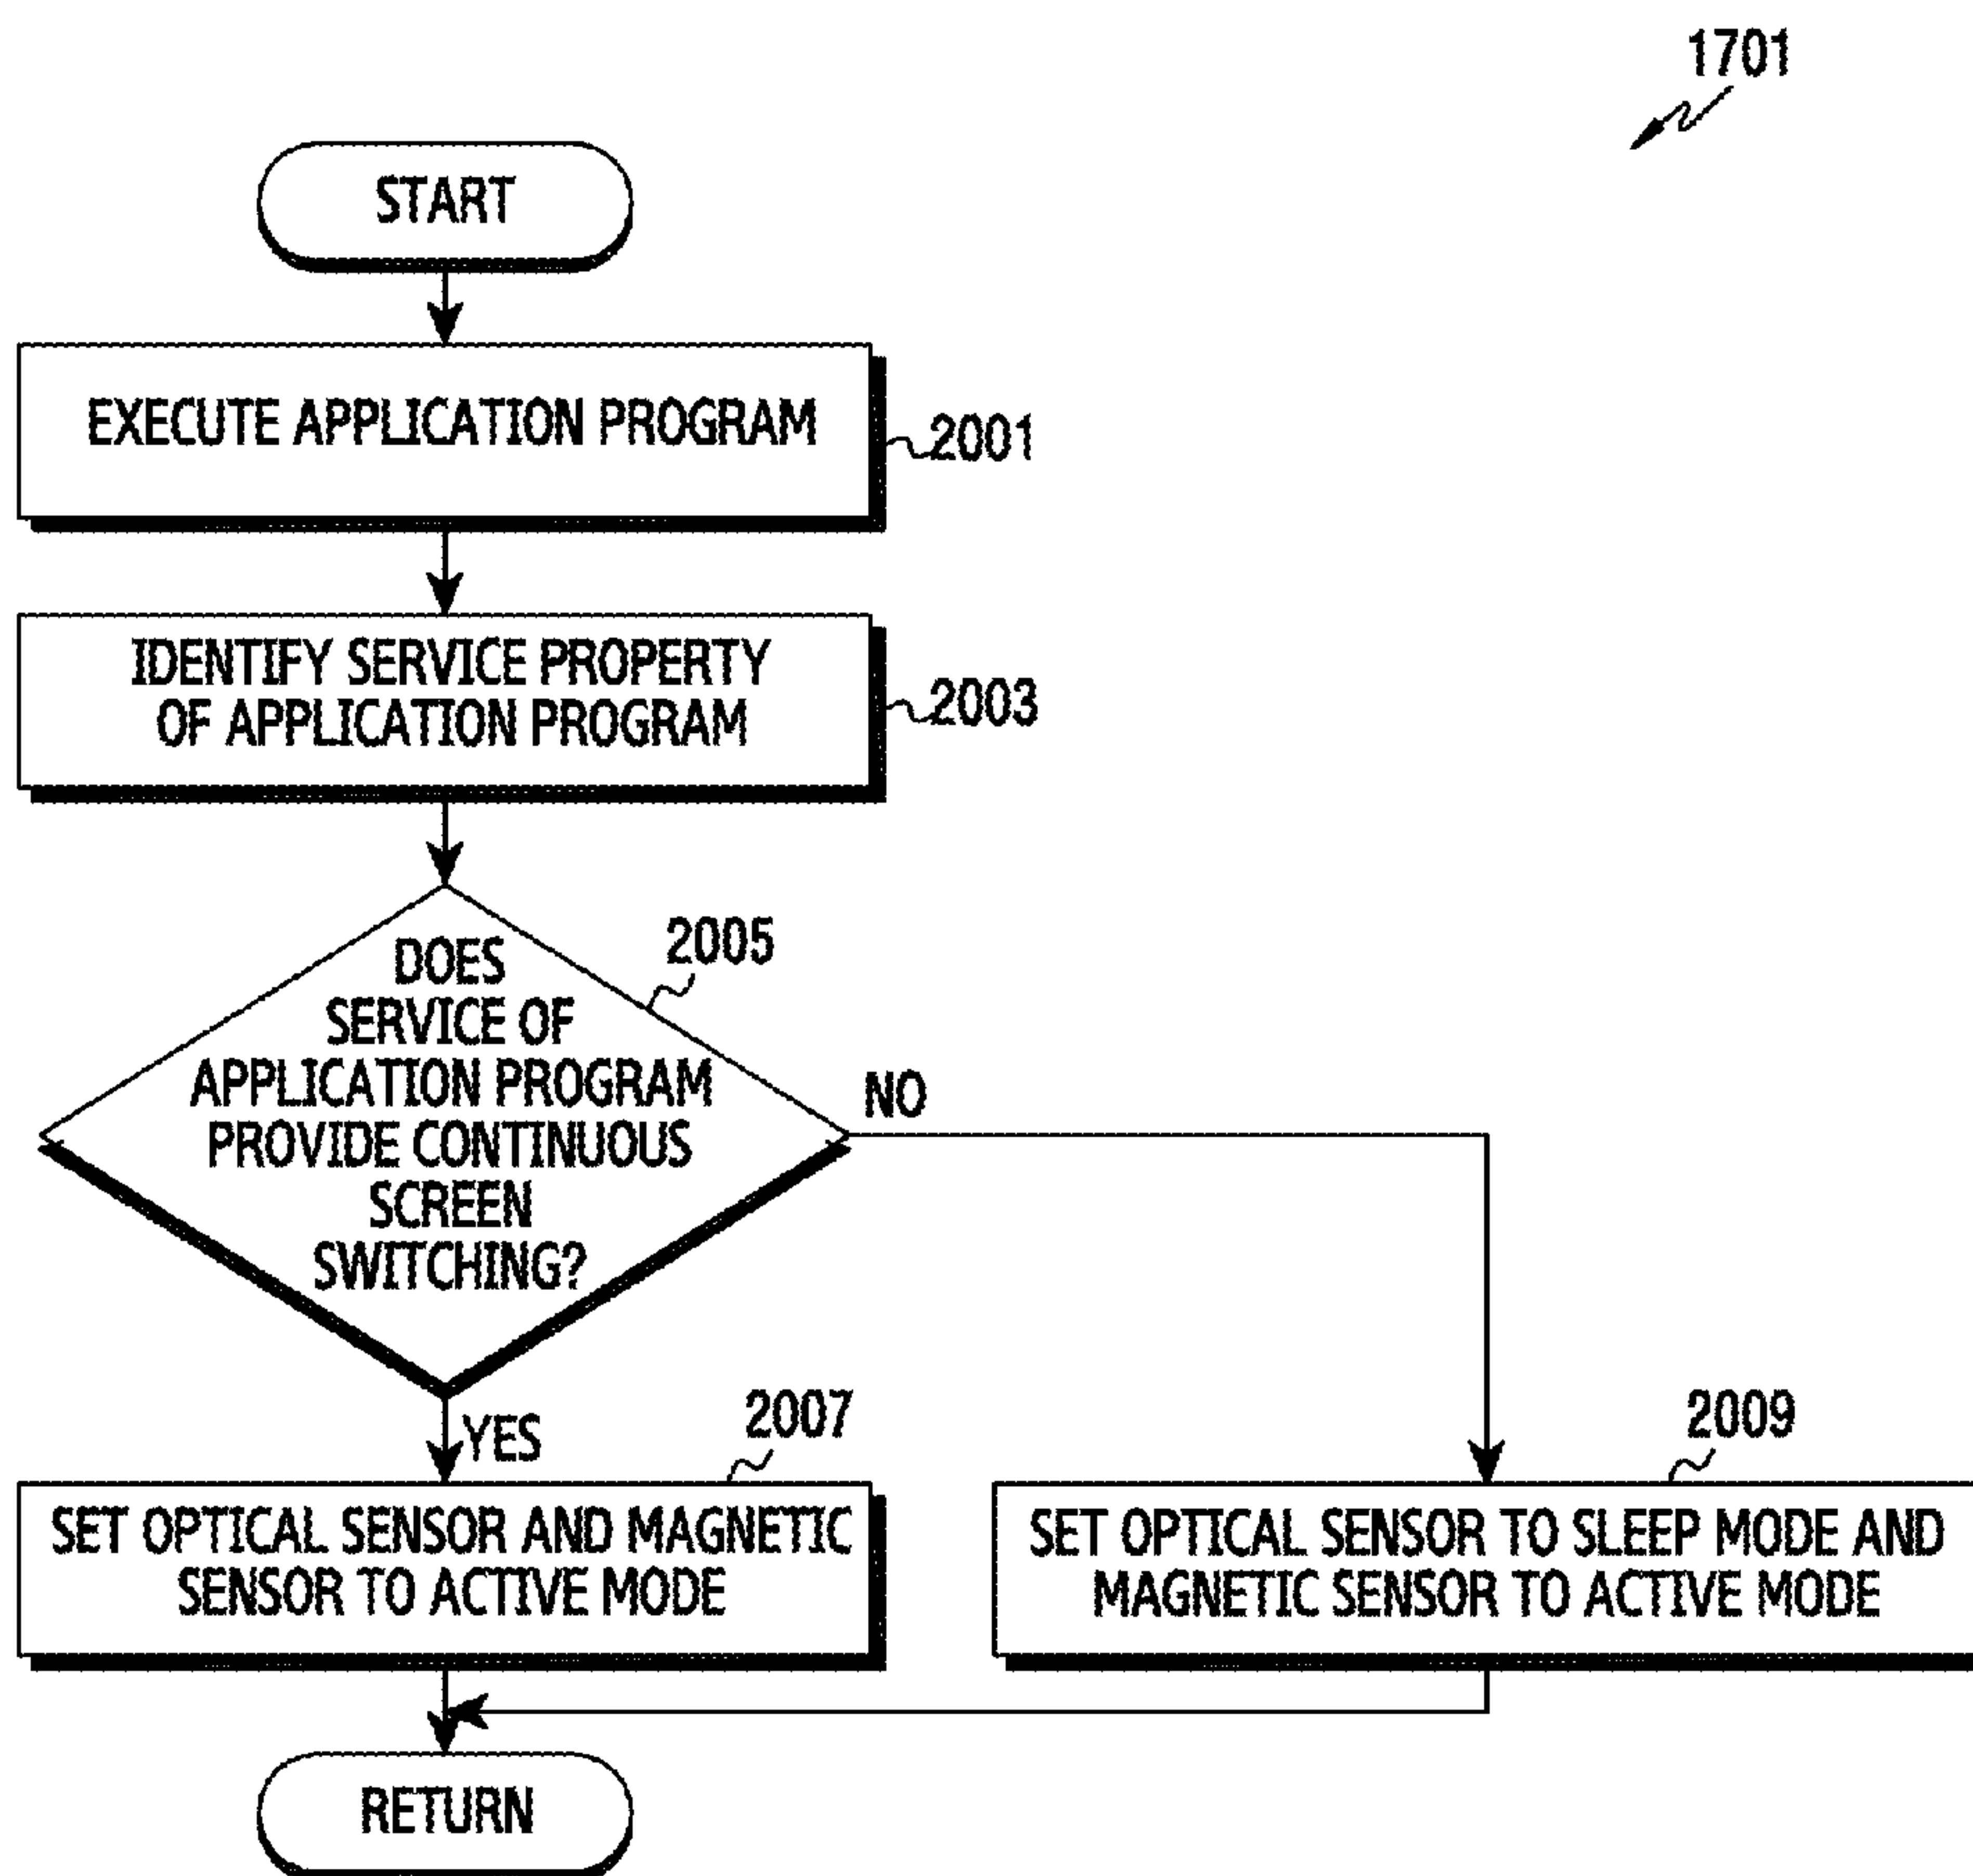 1701
START
EXECUTE APPLICATION PROGRAM
2001
IDENTIFY SERVICE PROPERTY
OF APPLICATION PROGRAM
2003
DOES
SERVICE OF
APPLICATION PROGRAM
PROVIDE CONTINUOUS
SCREEN
SWITCHING?
2005
NO
YES
2007
SET OPTICAL SENSOR AND MAGNETIC
SENSOR TO ACTIVE MODE
2009
SET OPTICAL SENSOR TO SLEEP MODE AND
MAGNETIC SENSOR TO ACTIVE MODE
RETURN